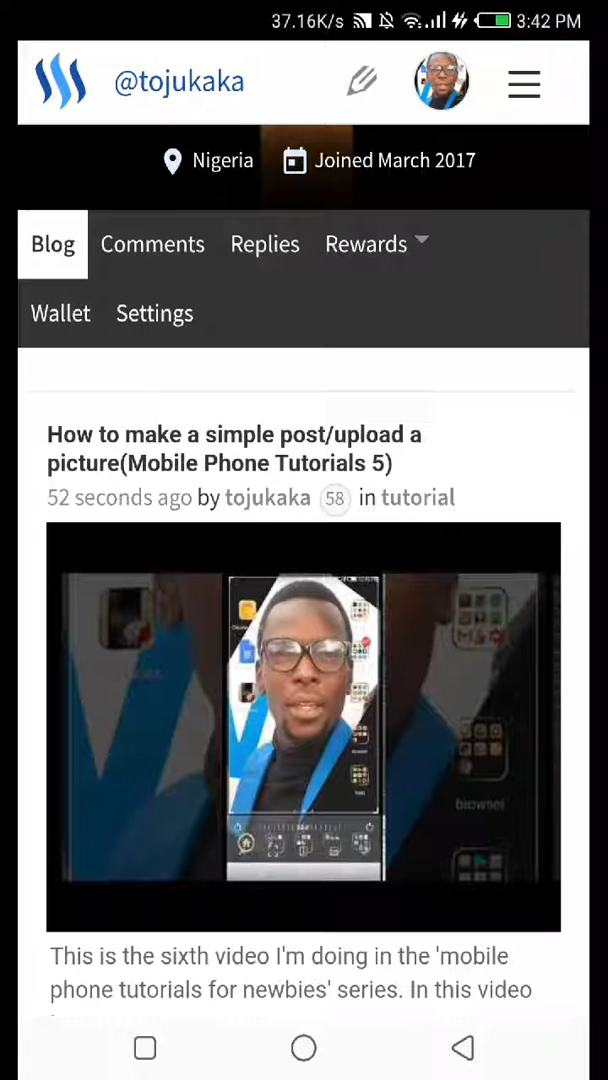 37.16K/s 3:42 PM
@tojukaka
Nigeria Joined March 2017
Blog Comments Replies Rewards
Wallet Settings
How to make a simple post/upload a
picture(Mobile Phone Tutorials 5)
52 seconds ago by tojukaka 58 in tutorial
browser
This is the sixth video I'm doing in the 'mobile
phone tutorials for newbies' series. In this video